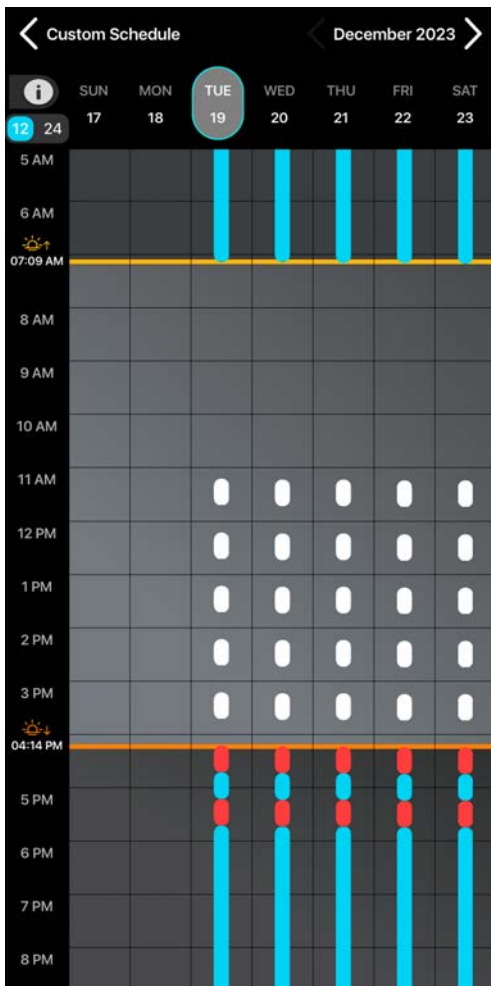 Custom Schedule December 2023
i SUN MON TUE WED THU FRI SAT
12 24 17 18 19 20 21 22 23
5 AM
6 AM
07:09 AM
8 AM
9 AM
10 AM
11 AM
12 PM
1 PM
2 PM
3 PM
04:14 PM
5 PM
6 PM
7 PM
8 PM